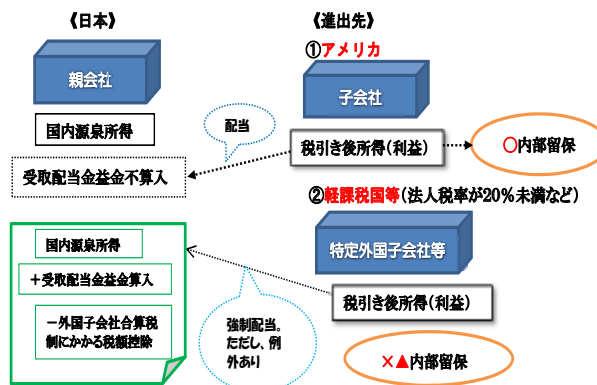 《日本》
《進出先》
①アメリカ
親会社
子会社
国内源泉所得
配当
税引き後所得(利益)
○内部留保
受取配当金益金不算入
②軽課税国等(法人税率が20%未満など)
国内源泉所得
特定外国子会社等
+受取配当金益金算入
税引き後所得(利益)
-外国子会社合算税
制にかかる税額控除
強制配当。
ただし、例
外あり
×▲内部留保